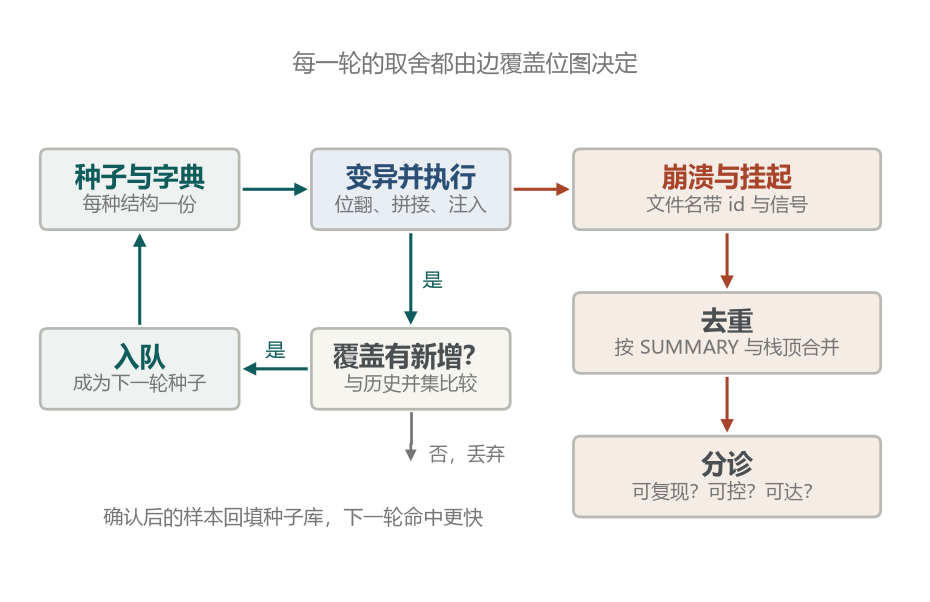 每一轮的取舍都由边覆盖位图决定
种子与字典
每种结构一份
变异并执行
位翻、拼接、注入
崩溃与挂起
文件名带 id 与信号
是
去重
按 SUMMARY 与栈顶合并
入队
成为下一轮种子
是
覆盖有新增？
与历史并集比较
否，丢弃
分诊
可复现？可控？可达？
确认后的样本回填种子库，下一轮命中更快